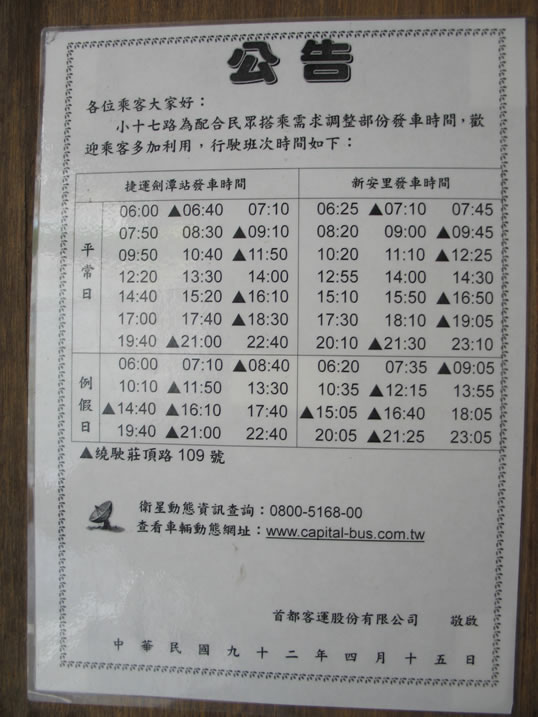 公告
各位乘客大家好：
小十七路為配合民眾搭乘需求調整部份發車時間，歡
迎乘客多加利用，行駛班次時間如下：
捷運劍潭站發車時間 新安里發車時間
平常日
06:00 ▲06:40 07:10 06:25 ▲07:10 07:45
07:50 08:30 ▲09:10 08:20 09:00 ▲09:45
09:50 10:40 ▲11:50 10:20 11:10 ▲12:25
12:20 13:30 14:00 12:55 14:00 14:30
14:40 15:20 ▲16:10 15:10 15:50 ▲16:50
17:00 17:40 ▲18:30 17:30 18:10 ▲19:05
19:40 ▲21:00 22:40 20:10 ▲21:30 23:10
例假日
06:00 07:10 ▲08:40 06:20 07:35 ▲09:05
10:10 ▲11:50 13:30 10:35 ▲12:15 13:55
▲14:40 ▲16:10 17:40 ▲15:05 ▲16:40 18:05
19:40 ▲21:00 22:40 20:05 ▲21:25 23:05
▲繞駛莊頂路 109 號
衛星動態資訊查詢：0800-5168-00
查看車輛動態網址：www.capital-bus.com.tw
首都客運股份有限公司 敬啟
中華民國九十二年四月十五日